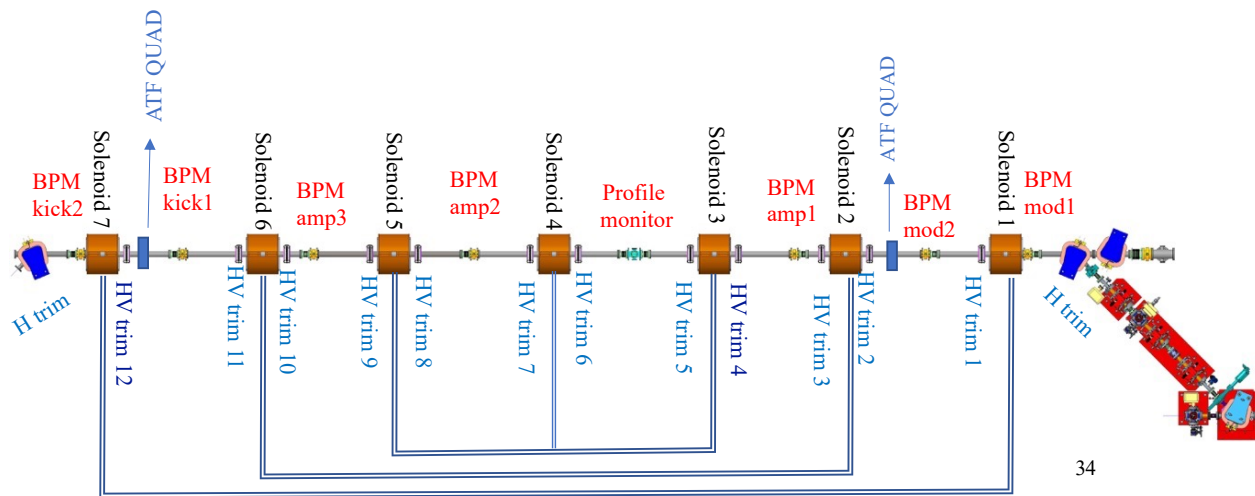 ATF QUAD
ATF QUAD
Solenoid 7
Solenoid 6
Solenoid 5
Solenoid 4
Solenoid 3
Solenoid 2
Solenoid 1
BPM
kick2
BPM
kick1
BPM
amp3
BPM
amp2
Profile
monitor
BPM
amp1
BPM
mod2
BPM
mod1
H trim
HV trim 12
HV trim 11
HV trim 10
HV trim 9
HV trim 8
HV trim 7
HV trim 6
HV trim 5
HV trim 4
HV trim 3
HV trim 2
HV trim 1
H trim
34